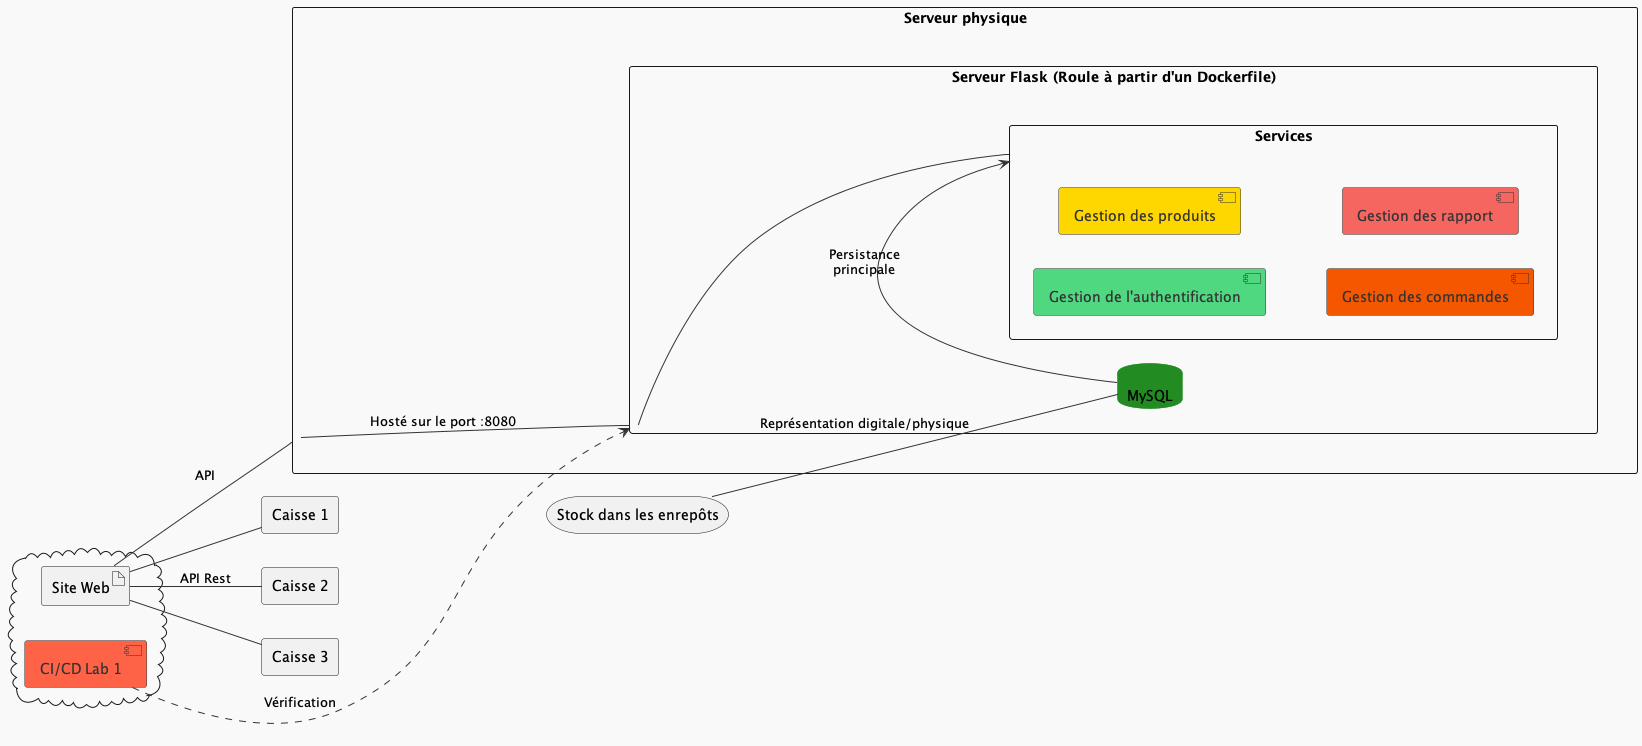 Serveur physique
Serveur Flask (Roule à partir d'un Dockerfile)
Services
Gestion des produits
Gestion des rapport
Gestion de l'authentification
Gestion des commandes
Persistance
principale
MySQL
Hosté sur le port :8080
Représentation digitale/physique
API
Stock dans les enrepôts
Caisse 1
Site Web
API Rest
Caisse 2
Caisse 3
CI/CD Lab 1
Vérification